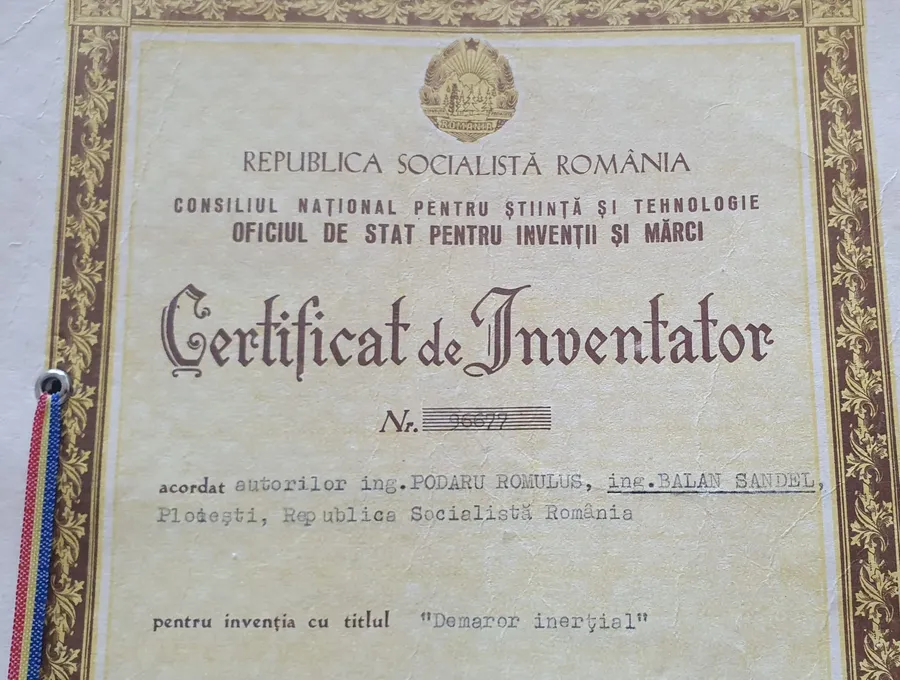 ROMÂNIA
REPUBLICA SOCIALISTĂ ROMÂNIA
CONSILIUL NAȚIONAL PENTRU ȘTIINȚĂ ȘI TEHNOLOGIE
OFICIUL DE STAT PENTRU INVENȚII ȘI MĂRCI
Certificat de Inventator
Nr. 96677
acordat autorilor ing.PODARU ROMULUS, ing.BALAN SANDEL,
Ploiești, Republica Socialistă România
pentru invenția cu titlul "Demaror inerțial"